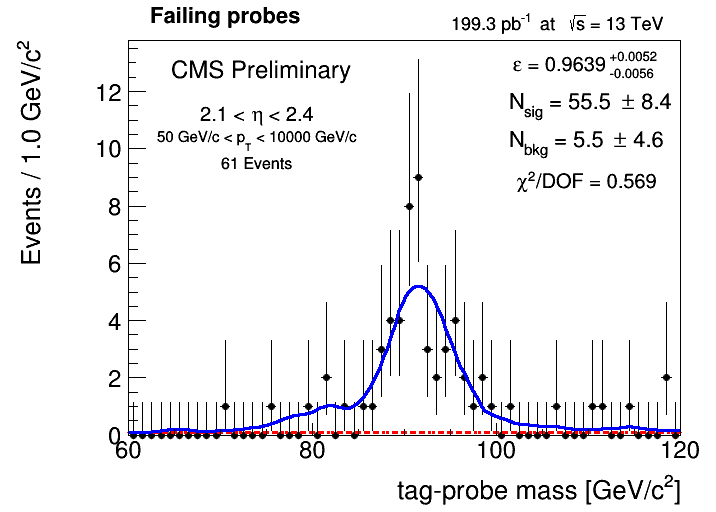 Failing probes
199.3 pb⁻¹ at √s = 13 TeV
CMS Preliminary
2.1 < η < 2.4
50 GeV/c < p_T < 10000 GeV/c
61 Events
ε = 0.9639 +0.0052 -0.0056
N_sig = 55.5 ± 8.4
N_bkg = 5.5 ± 4.6
χ²/DOF = 0.569
Events / 1.0 GeV/c²
12
10
8
6
4
2
0
60 80 100 120
tag-probe mass [GeV/c²]